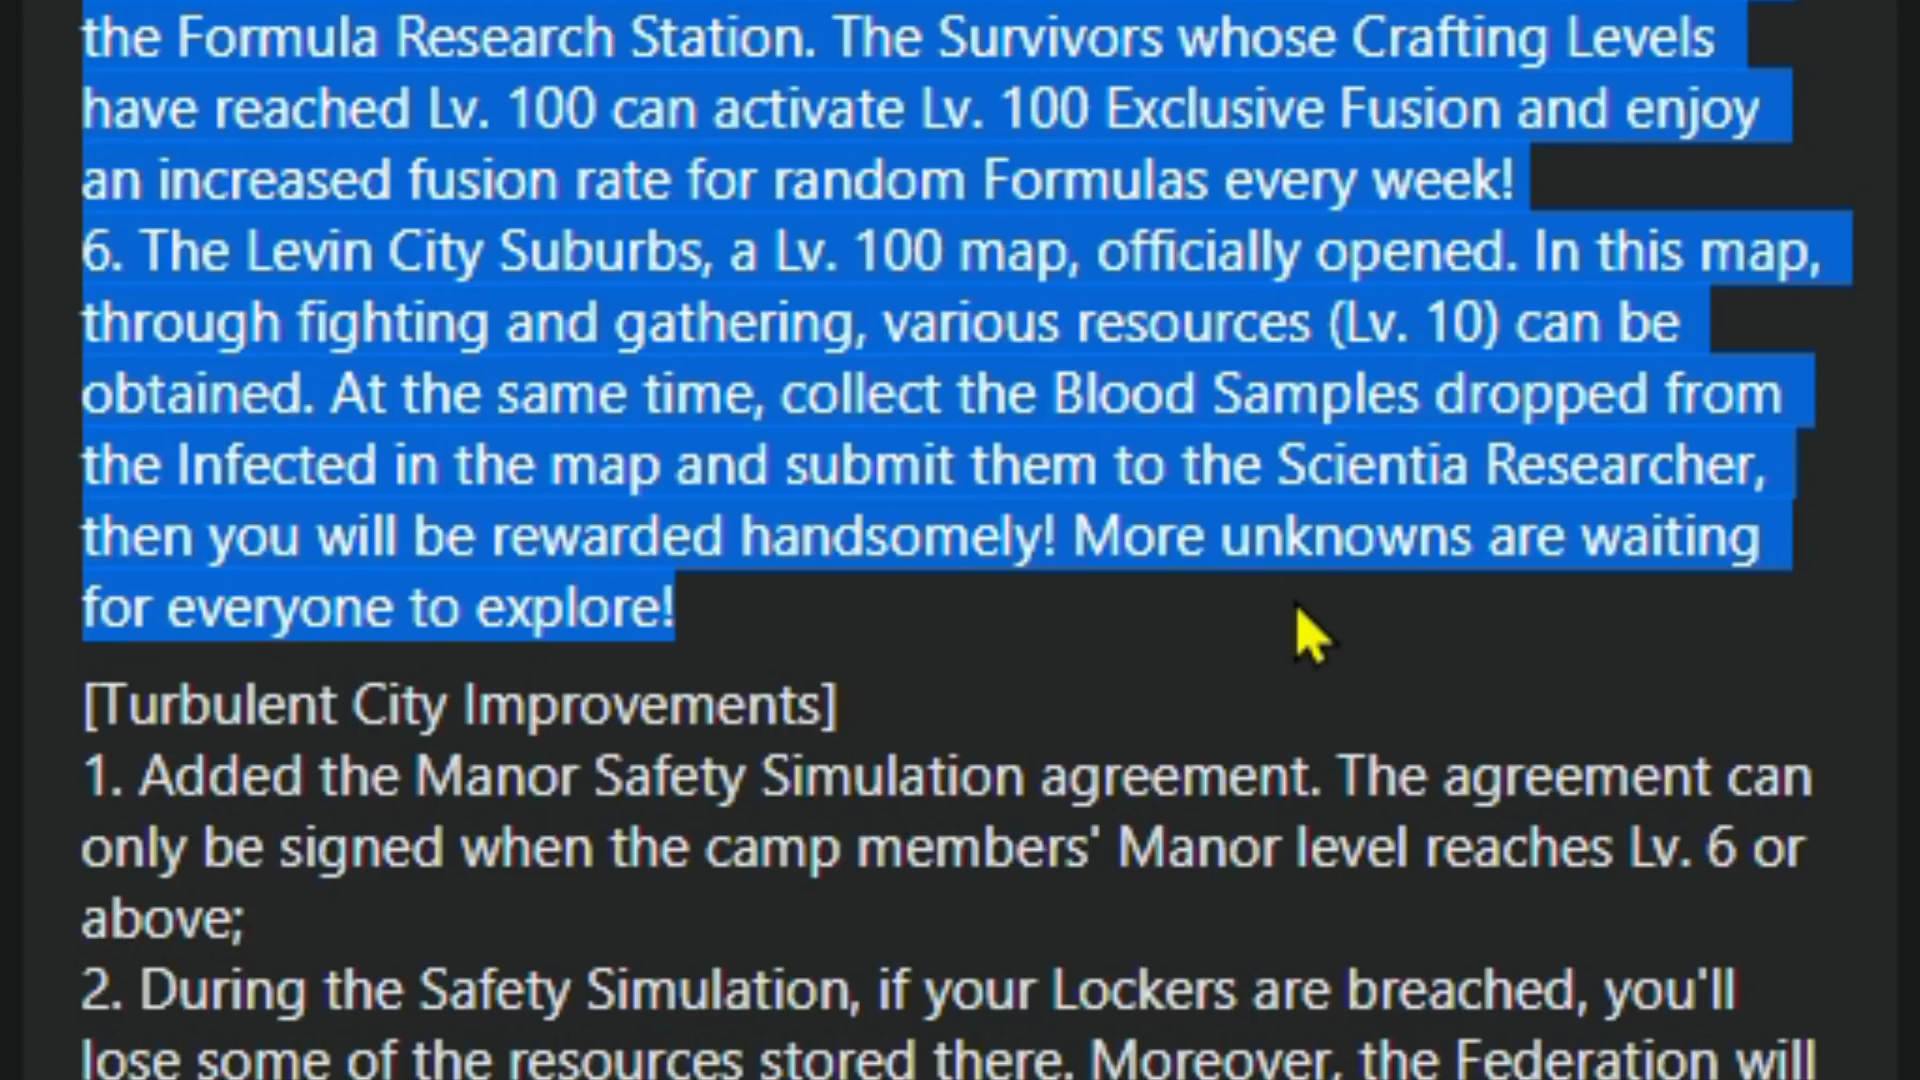 the Formula Research Station. The Survivors whose Crafting Levels
have reached Lv. 100 can activate Lv. 100 Exclusive Fusion and enjoy
an increased fusion rate for random Formulas every week!
6. The Levin City Suburbs, a Lv. 100 map, officially opened. In this map,
through fighting and gathering, various resources (Lv. 10) can be
obtained. At the same time, collect the Blood Samples dropped from
the Infected in the map and submit them to the Scientia Researcher,
then you will be rewarded handsomely! More unknowns are waiting
for everyone to explore!
[Turbulent City Improvements]
1. Added the Manor Safety Simulation agreement. The agreement can
only be signed when the camp members' Manor level reaches Lv. 6 or
above;
2. During the Safety Simulation, if your Lockers are breached, you'll
lose some of the resources stored there. Moreover, the Federation will